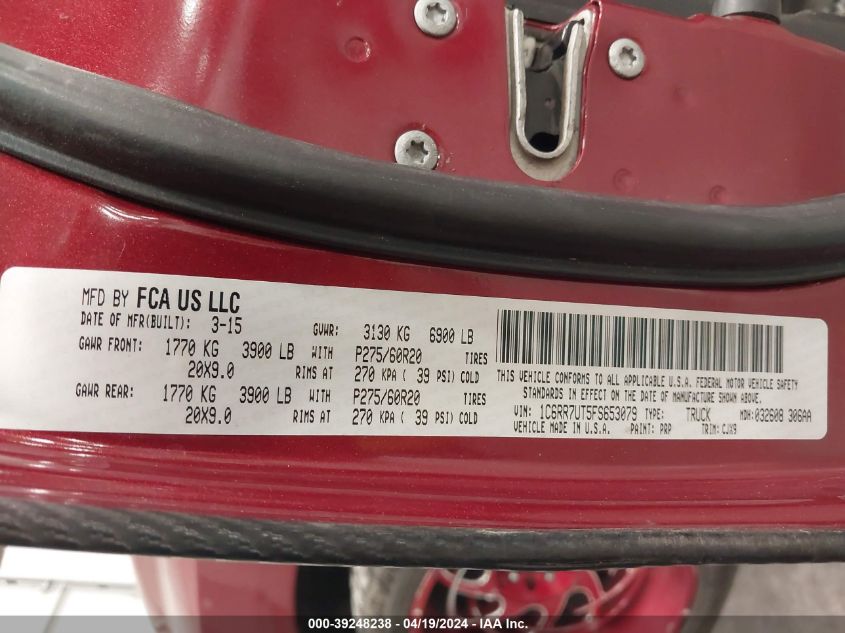 MFD BY FCA US LLC
DATE OF MFR(BUILT): 3-15 GVWR: 3130 KG 6900 LB
GAWR FRONT: 1770 KG 3900 LB WITH P275/60R20 TIRES
20X9.0 RIMS AT 270 KPA ( 39 PSI) COLD
GAWR REAR: 1770 KG 3900 LB WITH P275/60R20 TIRES
20X9.0 RIMS AT 270 KPA ( 39 PSI) COLD
THIS VEHICLE CONFORMS TO ALL APPLICABLE U.S.A. FEDERAL MOTOR VEHICLE SAFETY
STANDARDS IN EFFECT ON THE DATE OF MANUFACTURE SHOWN ABOVE.
VIN: 1C6RR7UT5FS653079 TYPE: TRUCK MDH: 032608 306AA
VEHICLE MADE IN U.S.A. PAINT: PRP TRIM: CJX9
000-39248238 - 04/19/2024 - IAAI Inc.